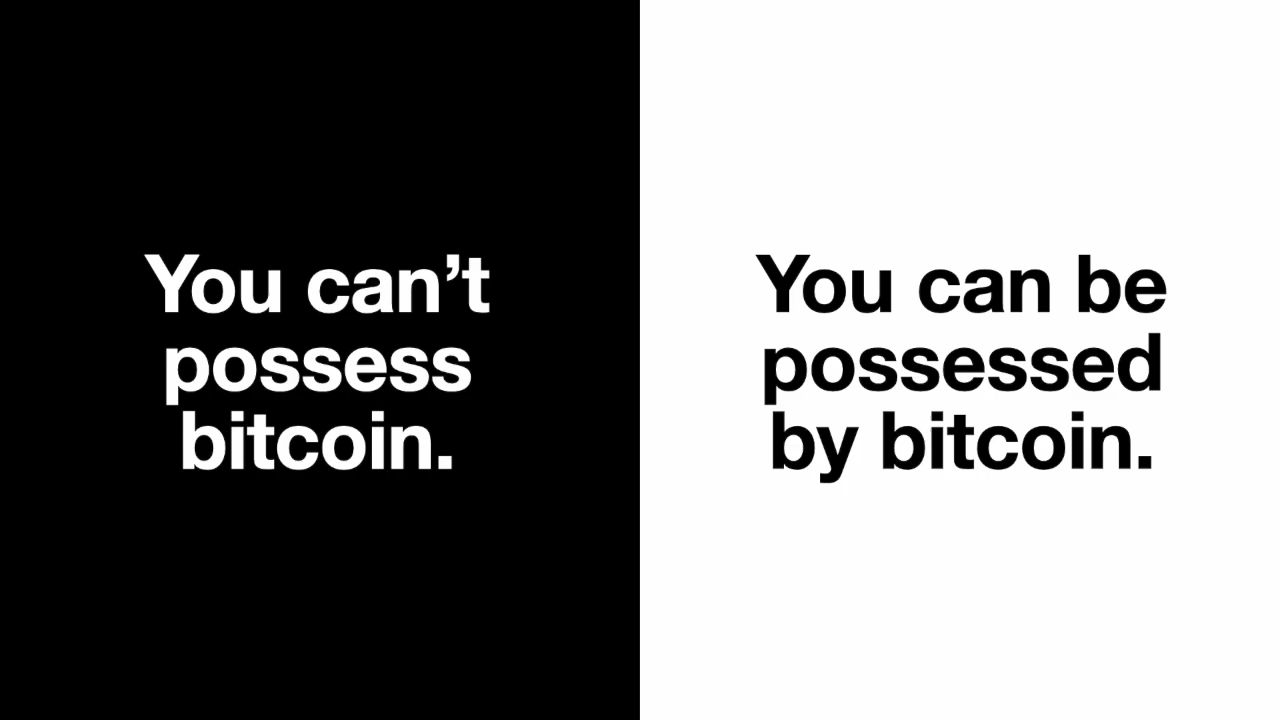 You can’t
possess
bitcoin.
You can be
possessed
by bitcoin.